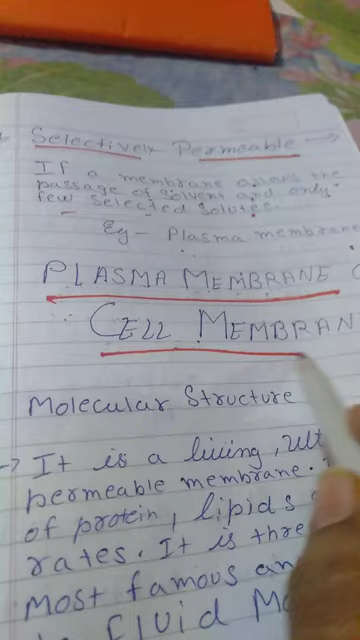 Selectively Permeable →
If a membrane allows the
passage of solvent and only
few selected solutes.
Eg - Plasma membrane
PLASMA MEMBRANE
CELL MEMBRAN
Molecular Structure
→ It is a living, ult
permeable membrane.
of protein, lipids
rates. It is thre
most famous an
Fluid Mo